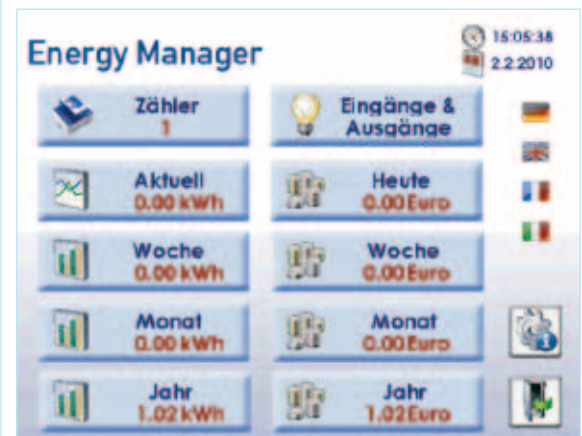 Energy Manager
15:05:38
2.2.2010
Zähler
1
Eingänge &
Ausgänge
Aktuell
0.00 kWh
Heute
0.00 Euro
Woche
0.00 kWh
Woche
0.00 Euro
Monat
0.00 kWh
Monat
0.00 Euro
Jahr
1.02 kWh
Jahr
1.02 Euro